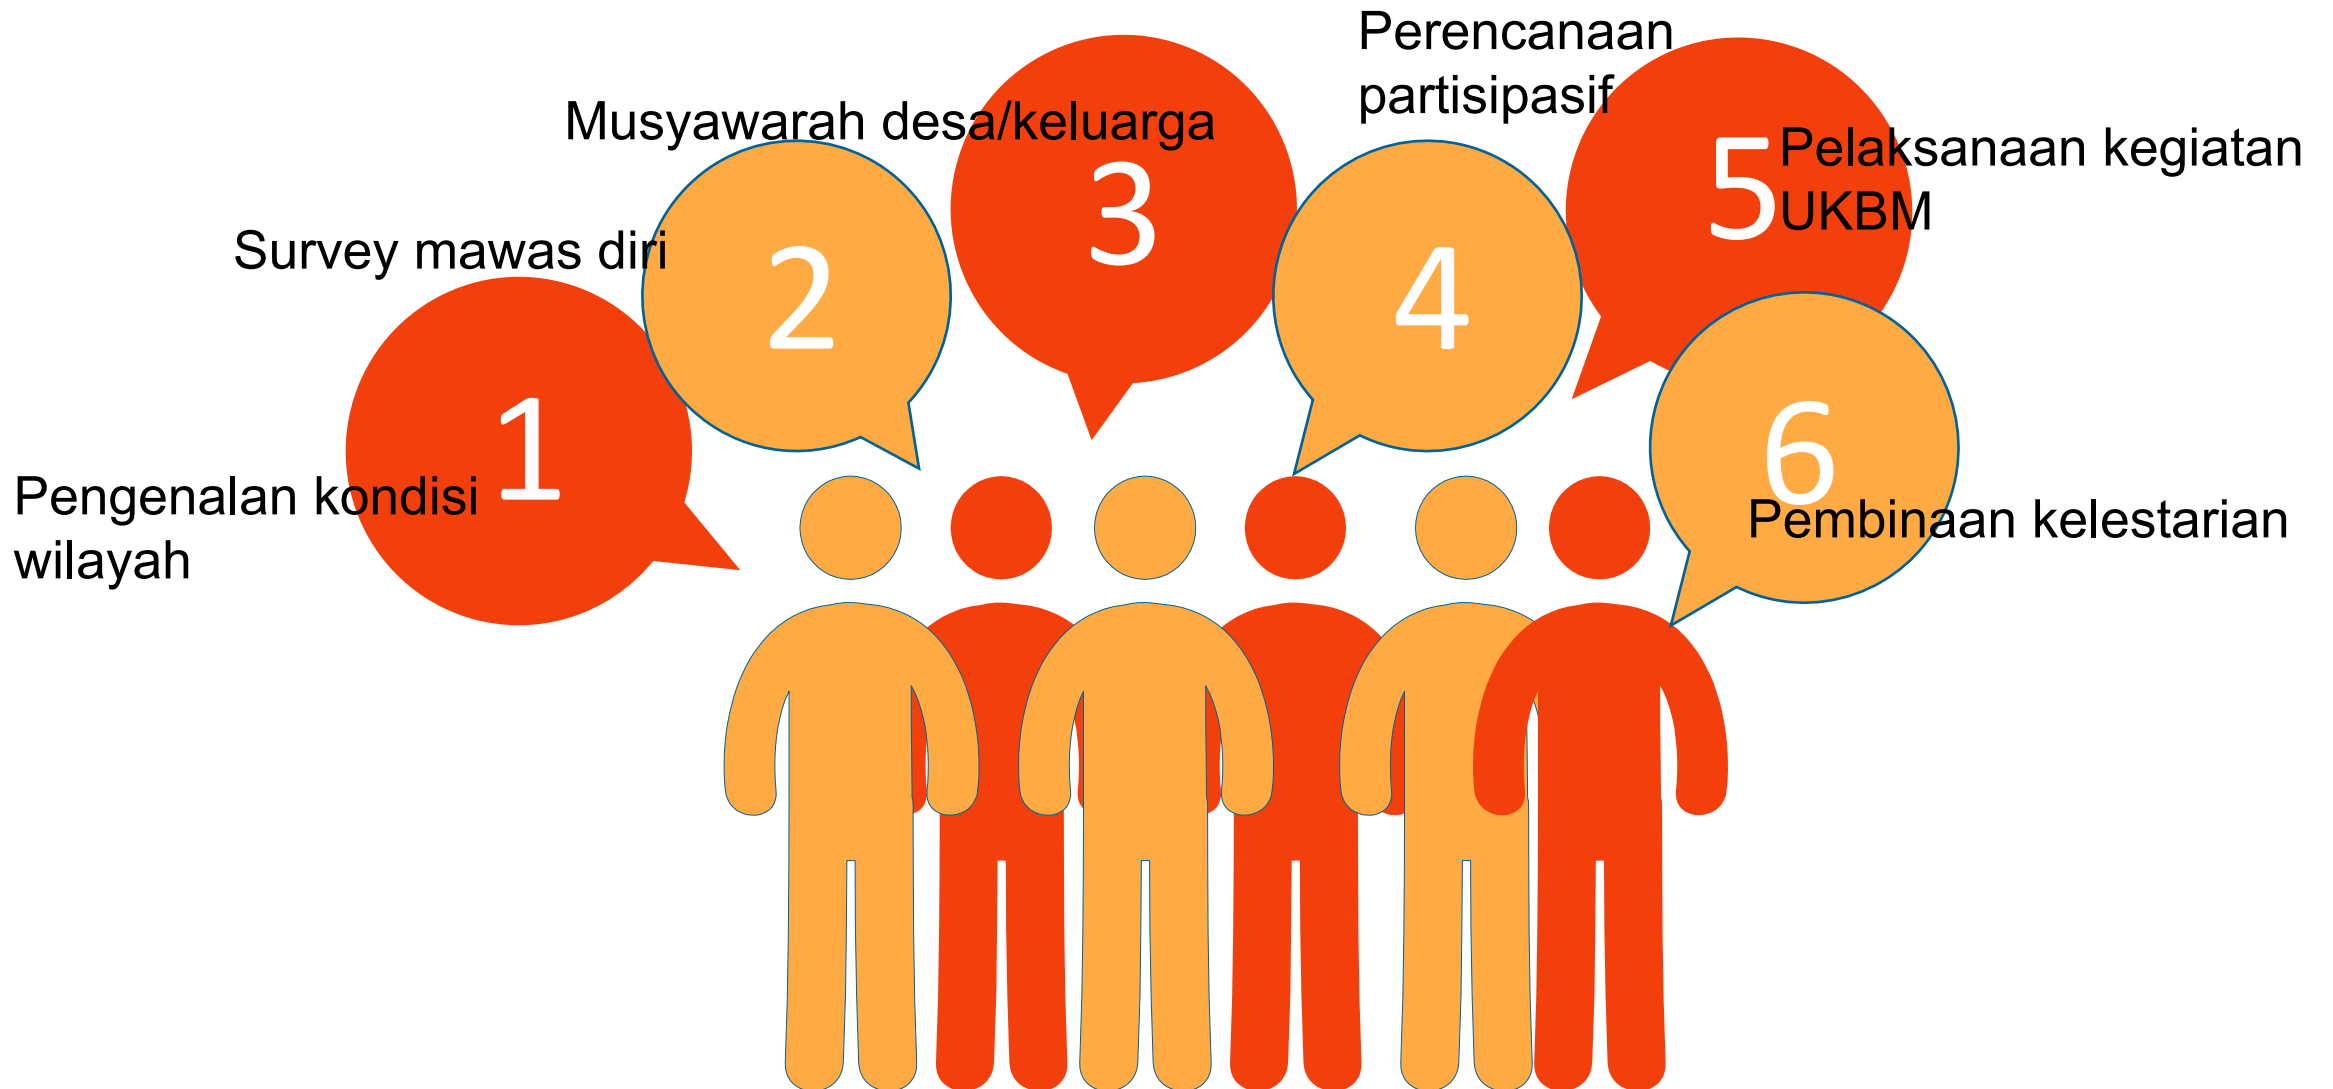 1
Pengenalan kondisi
wilayah
2
Survey mawas diri
3
Musyawarah desa/keluarga
4
Perencanaan
partisipasif
5
Pelaksanaan kegiatan
UKBM
6
Pembinaan kelestarian